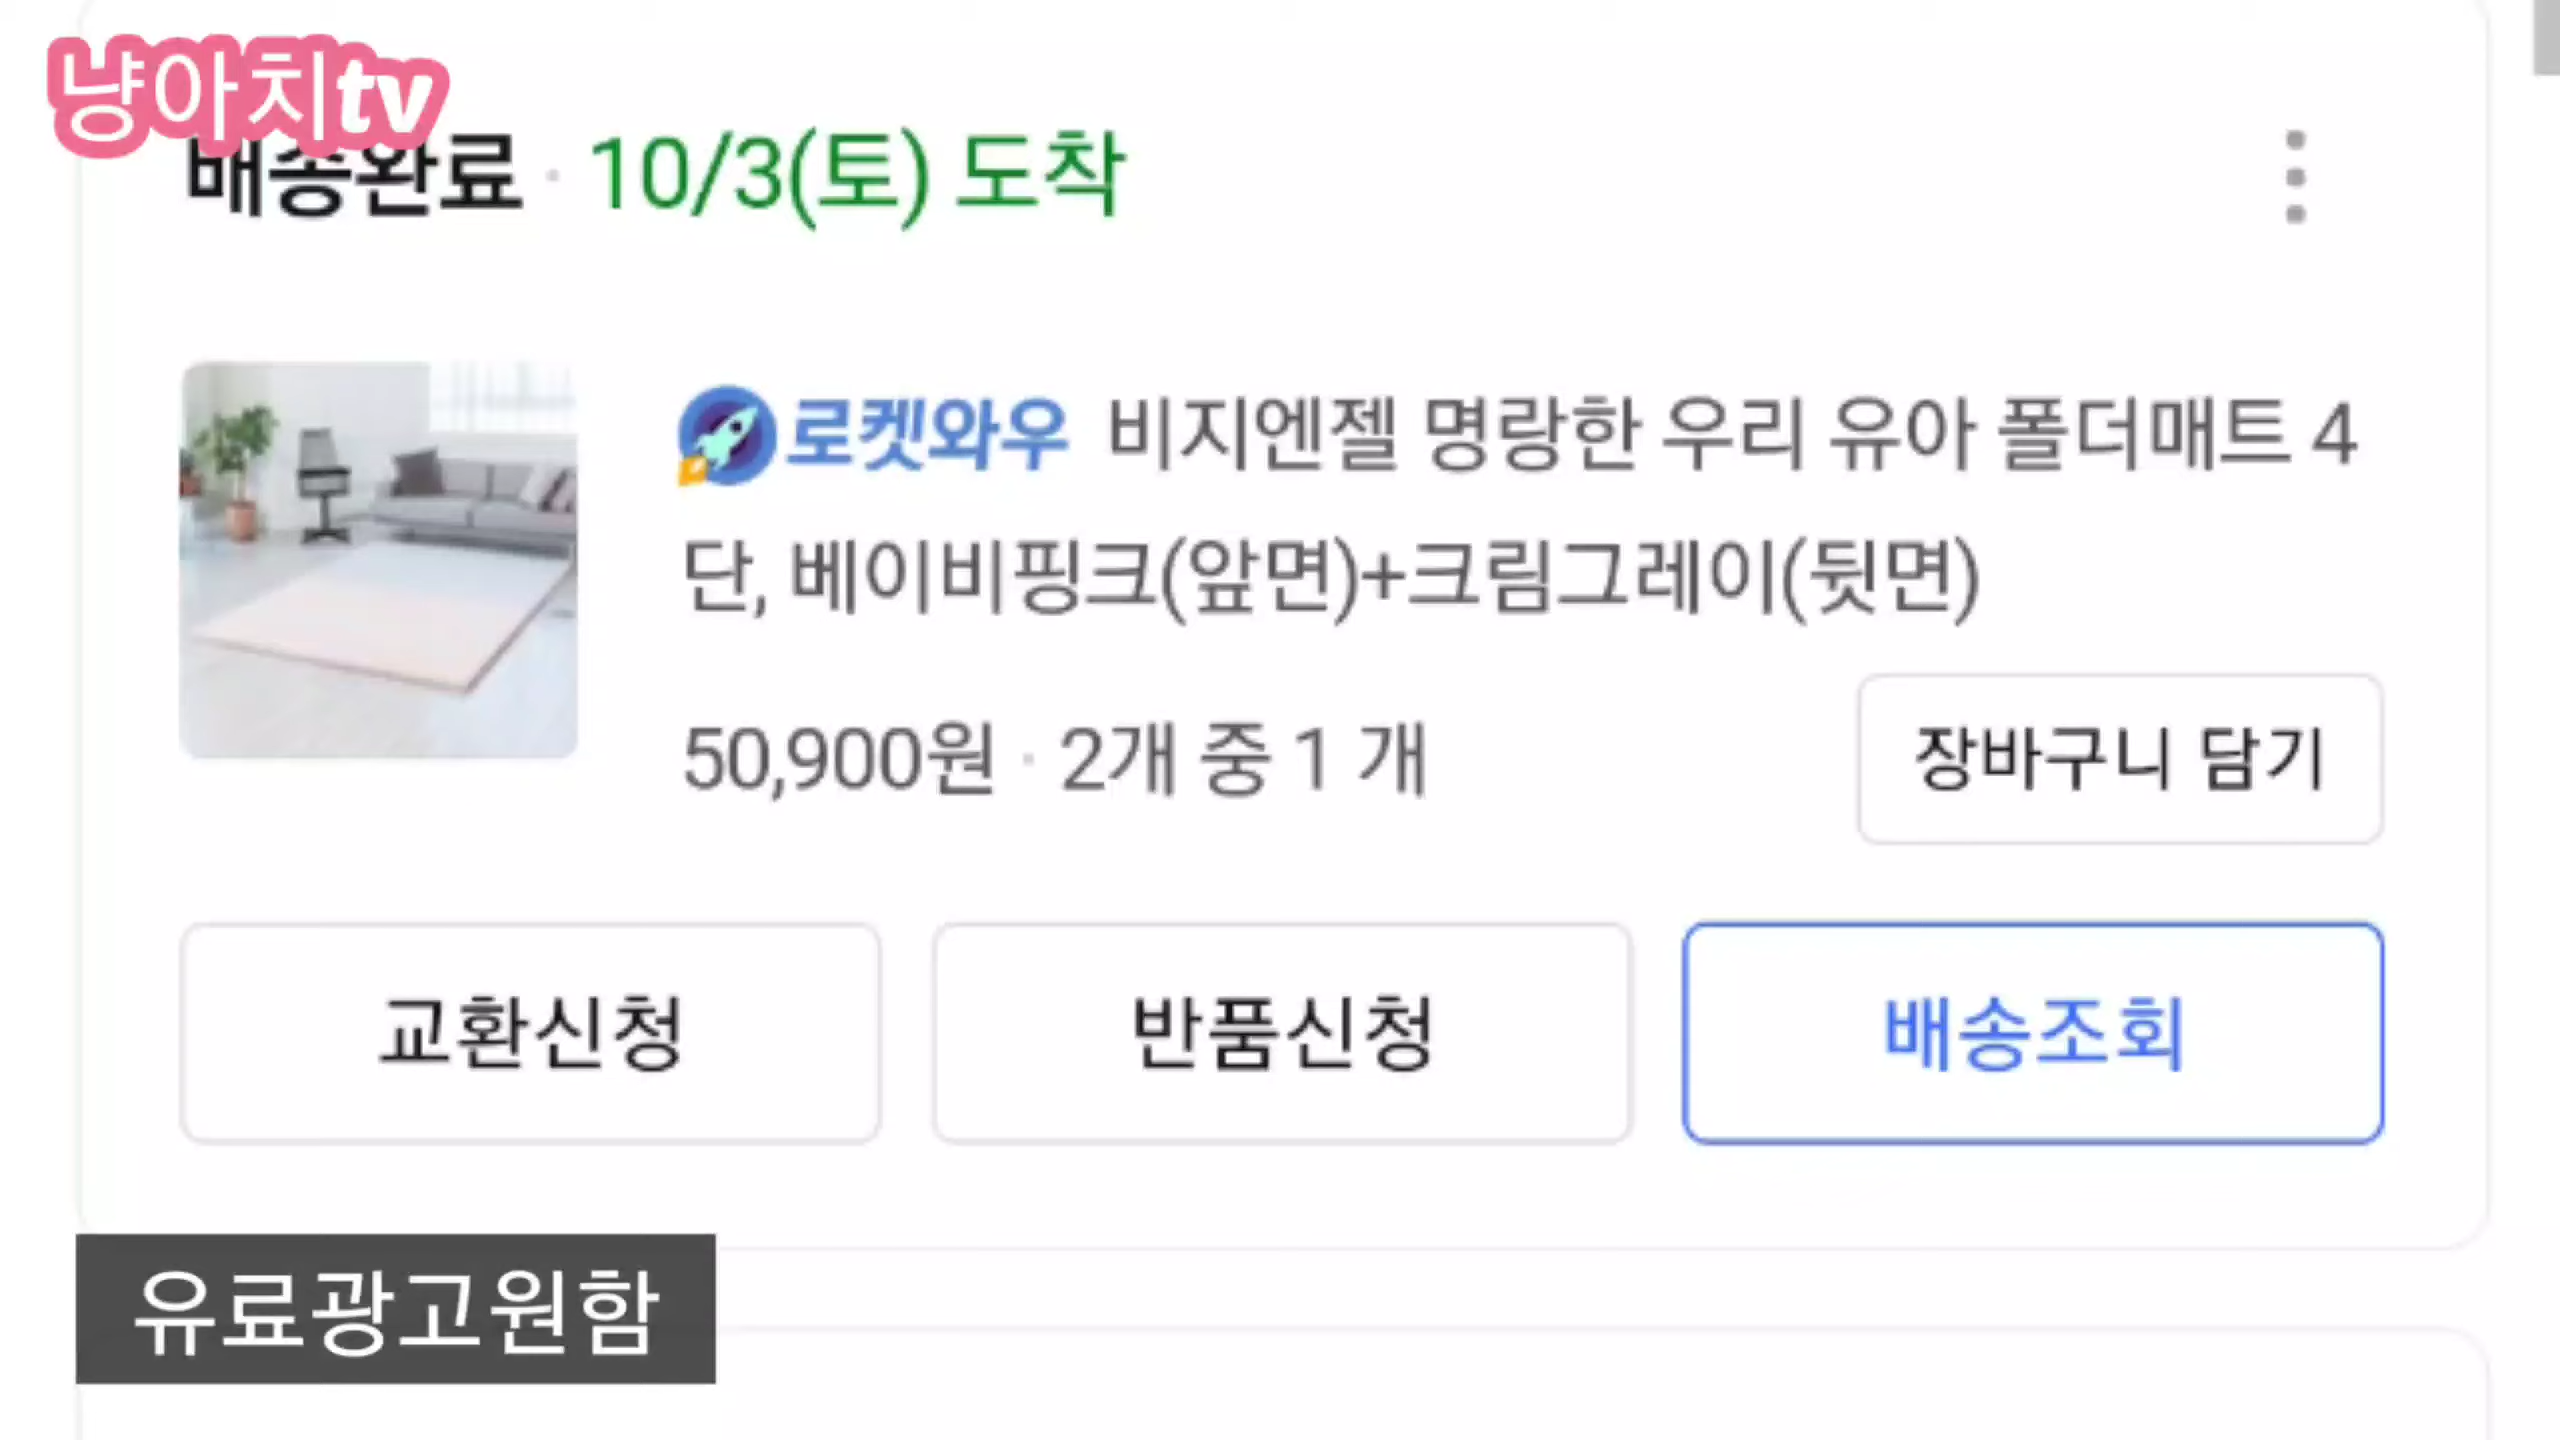 냥아치tv
배송완료 · 10/3(토) 도착
로켓와우 비지엔젤 명랑한 우리 유아 폴더매트 4
단, 베이비핑크(앞면)+크림그레이(뒷면)
50,900원 · 2개 중 1 개
장바구니 담기
교환신청
반품신청
배송조회
유료광고원함